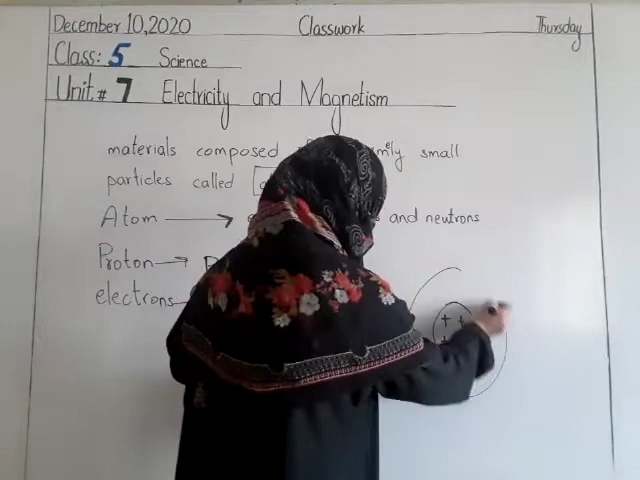 December 10, 2020 Classwork Thursday
Class: 5 Science
Unit # 7 Electricity and Magnetism
materials composed small
particles called
Atom → and neutrons
Proton →
electrons
+ +
+